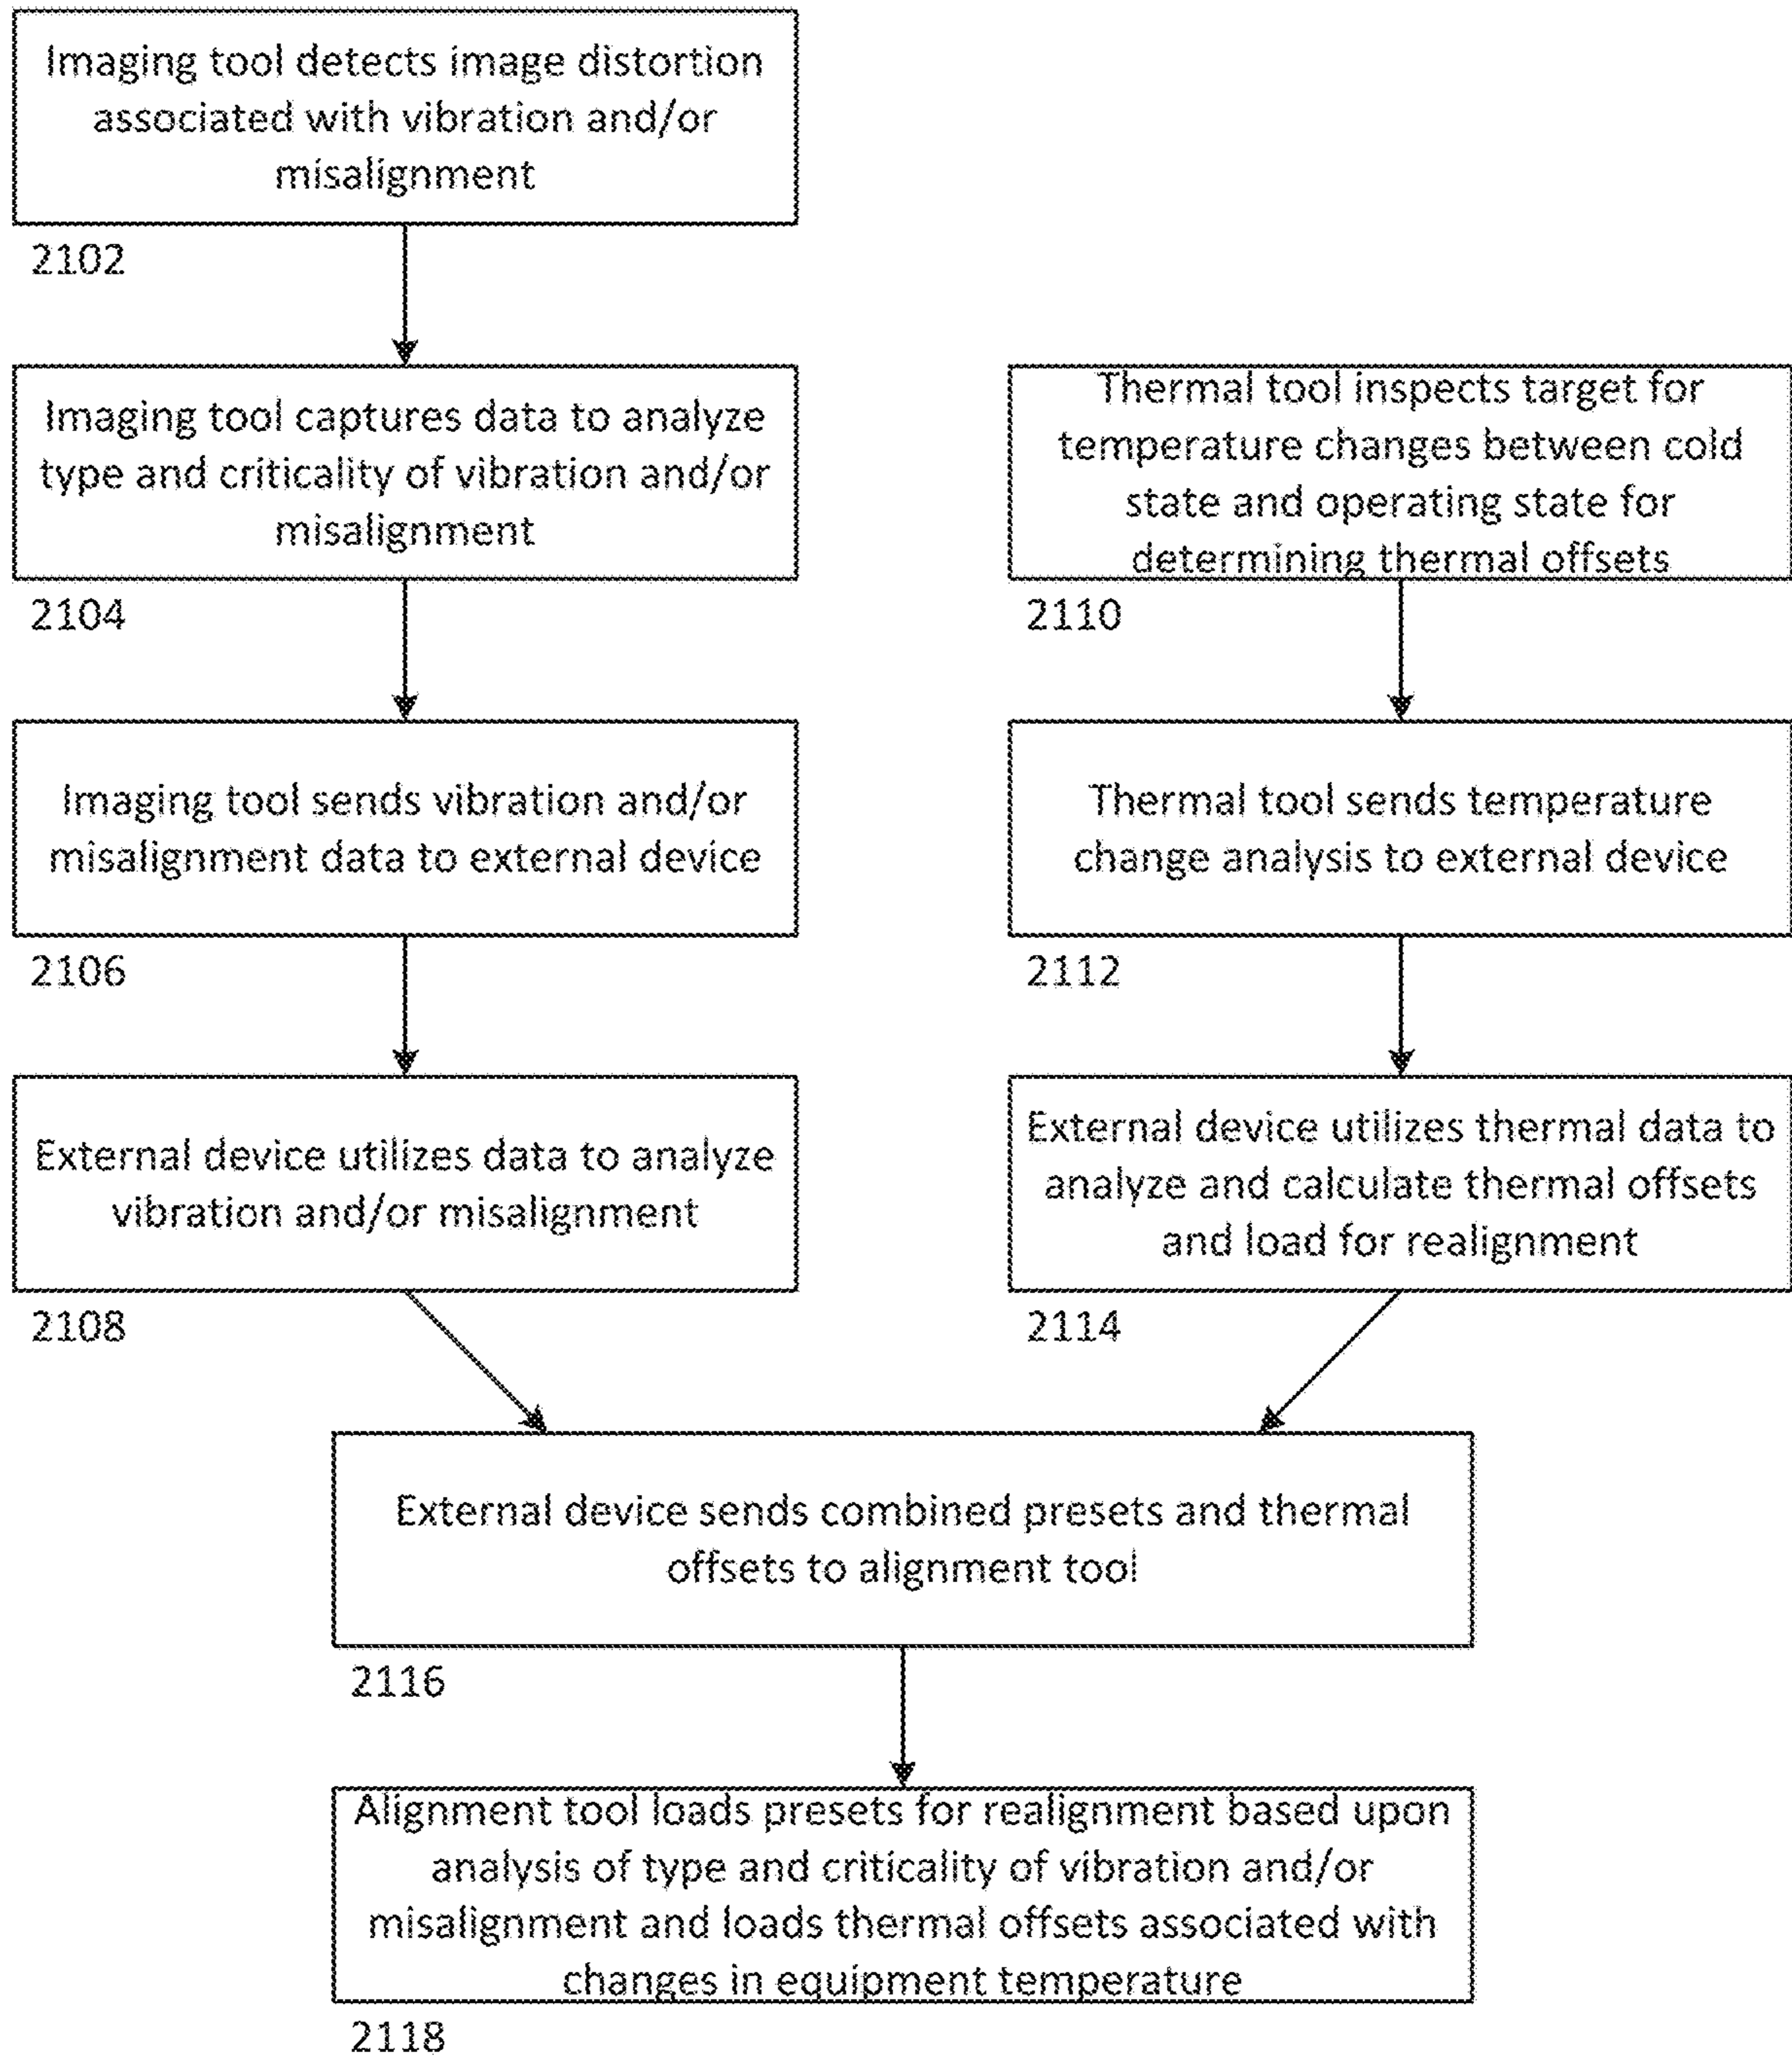 Imaging tool detects image distortion
associated with vibration and/or
misalignment
2102
Imaging tool captures data to analyze
type and criticality of vibration and/or
misalignment
2104
Imaging tool sends vibration and/or
misalignment data to external device
2106
External device utilizes data to analyze
vibration and/or misalignment
2108
Thermal tool inspects target for
temperature changes between cold
state and operating state for
determining thermal offsets
2110
Thermal tool sends temperature
change analysis to external device
2112
External device utilizes thermal data to
analyze and calculate thermal offsets
and load for realignment
2114
External device sends combined presets and thermal
offsets to alignment tool
2116
Alignment tool loads presets for realignment based upon
analysis of type and criticality of vibration and/or
misalignment and loads thermal offsets associated with
changes in equipment temperature
2118